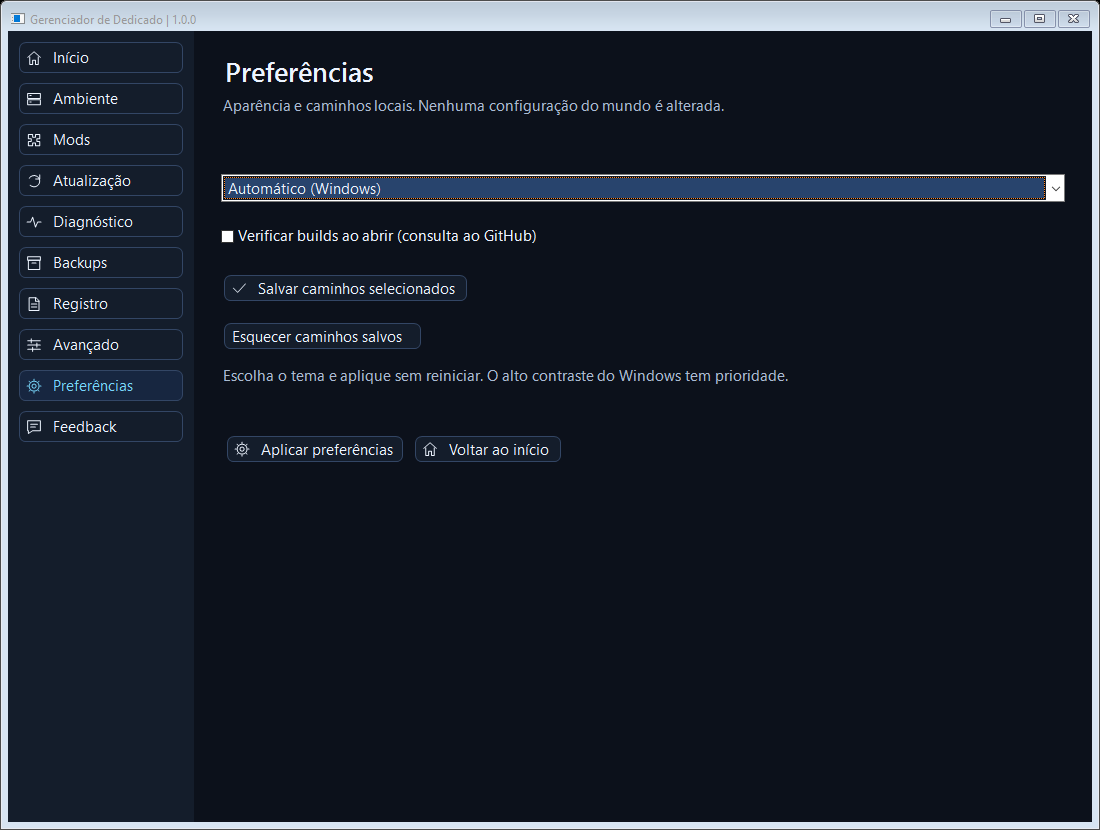 Gerenciador de Dedicado | 1.0.0
Início
Ambiente
Mods
Atualização
Diagnóstico
Backups
Registro
Avançado
Preferências
Feedback
Preferências
Aparência e caminhos locais. Nenhuma configuração do mundo é alterada.
Automático (Windows)
Verificar builds ao abrir (consulta ao GitHub)
Salvar caminhos selecionados
Esquecer caminhos salvos
Escolha o tema e aplique sem reiniciar. O alto contraste do Windows tem prioridade.
Aplicar preferências
Voltar ao início